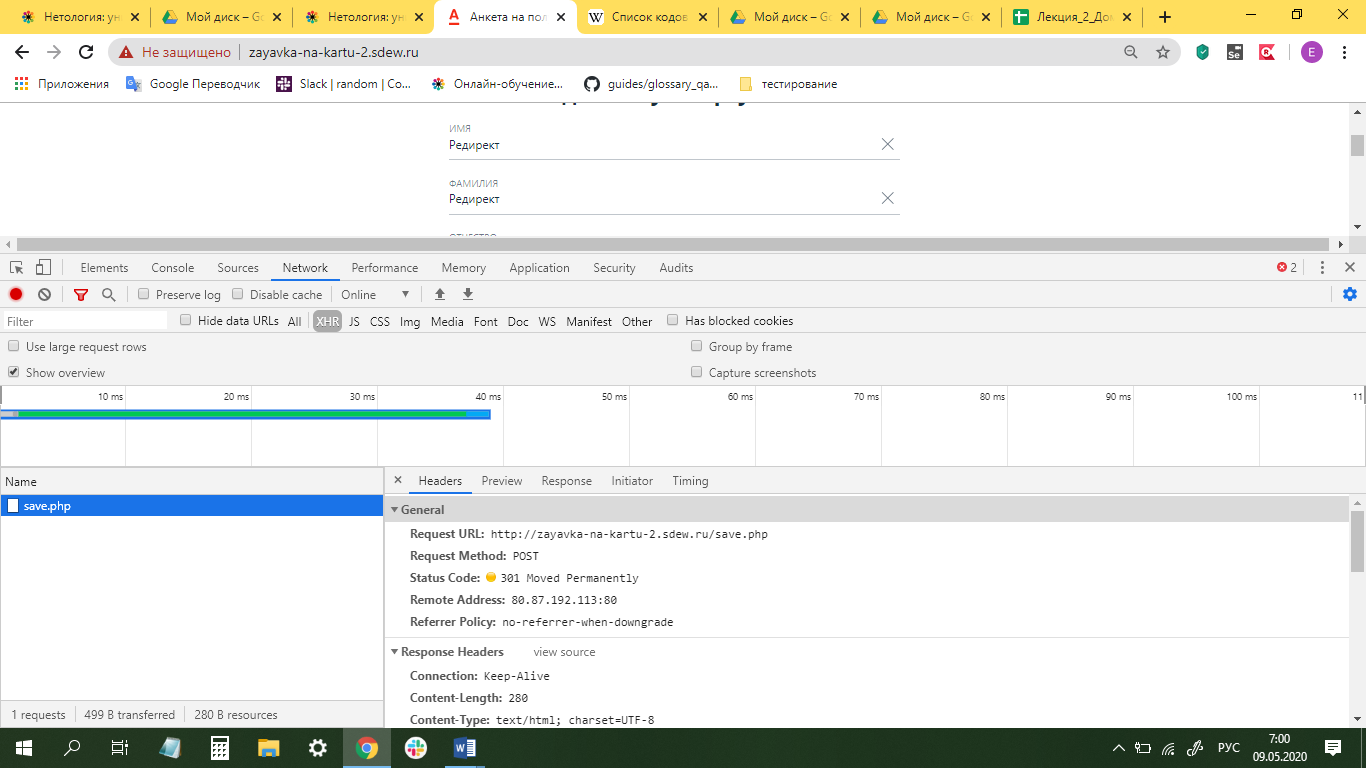 Нетология: ун
Мой диск – Go
Нетология: ун
Анкета на пол
Список кодов
Мой диск – Go
Мой диск – Go
Лекция_2_Дом
Не защищено zayavka-na-kartu-2.sdew.ru
E
Приложения Google Переводчик Slack | random | Co... Онлайн-обучение... guides/glossary_qa... тестирование
ИМЯ
Редирект
ФАМИЛИЯ
Редирект
ОТЧЕСТВО
Elements Console Sources Network Performance Memory Application Security Audits 2
Preserve log Disable cache Online
Filter Hide data URLs All XHR JS CSS Img Media Font Doc WS Manifest Other Has blocked cookies
Use large request rows Group by frame
Show overview Capture screenshots
10 ms 20 ms 30 ms 40 ms 50 ms 60 ms 70 ms 80 ms 90 ms 100 ms 11
Name
save.php
Headers Preview Response Initiator Timing
General
Request URL: http://zayavka-na-kartu-2.sdew.ru/save.php
Request Method: POST
Status Code: 301 Moved Permanently
Remote Address: 80.87.192.113:80
Referrer Policy: no-referrer-when-downgrade
Response Headers view source
Connection: Keep-Alive
Content-Length: 280
Content-Type: text/html; charset=UTF-8
1 requests 499 B transferred 280 B resources
РУС
7:00
09.05.2020